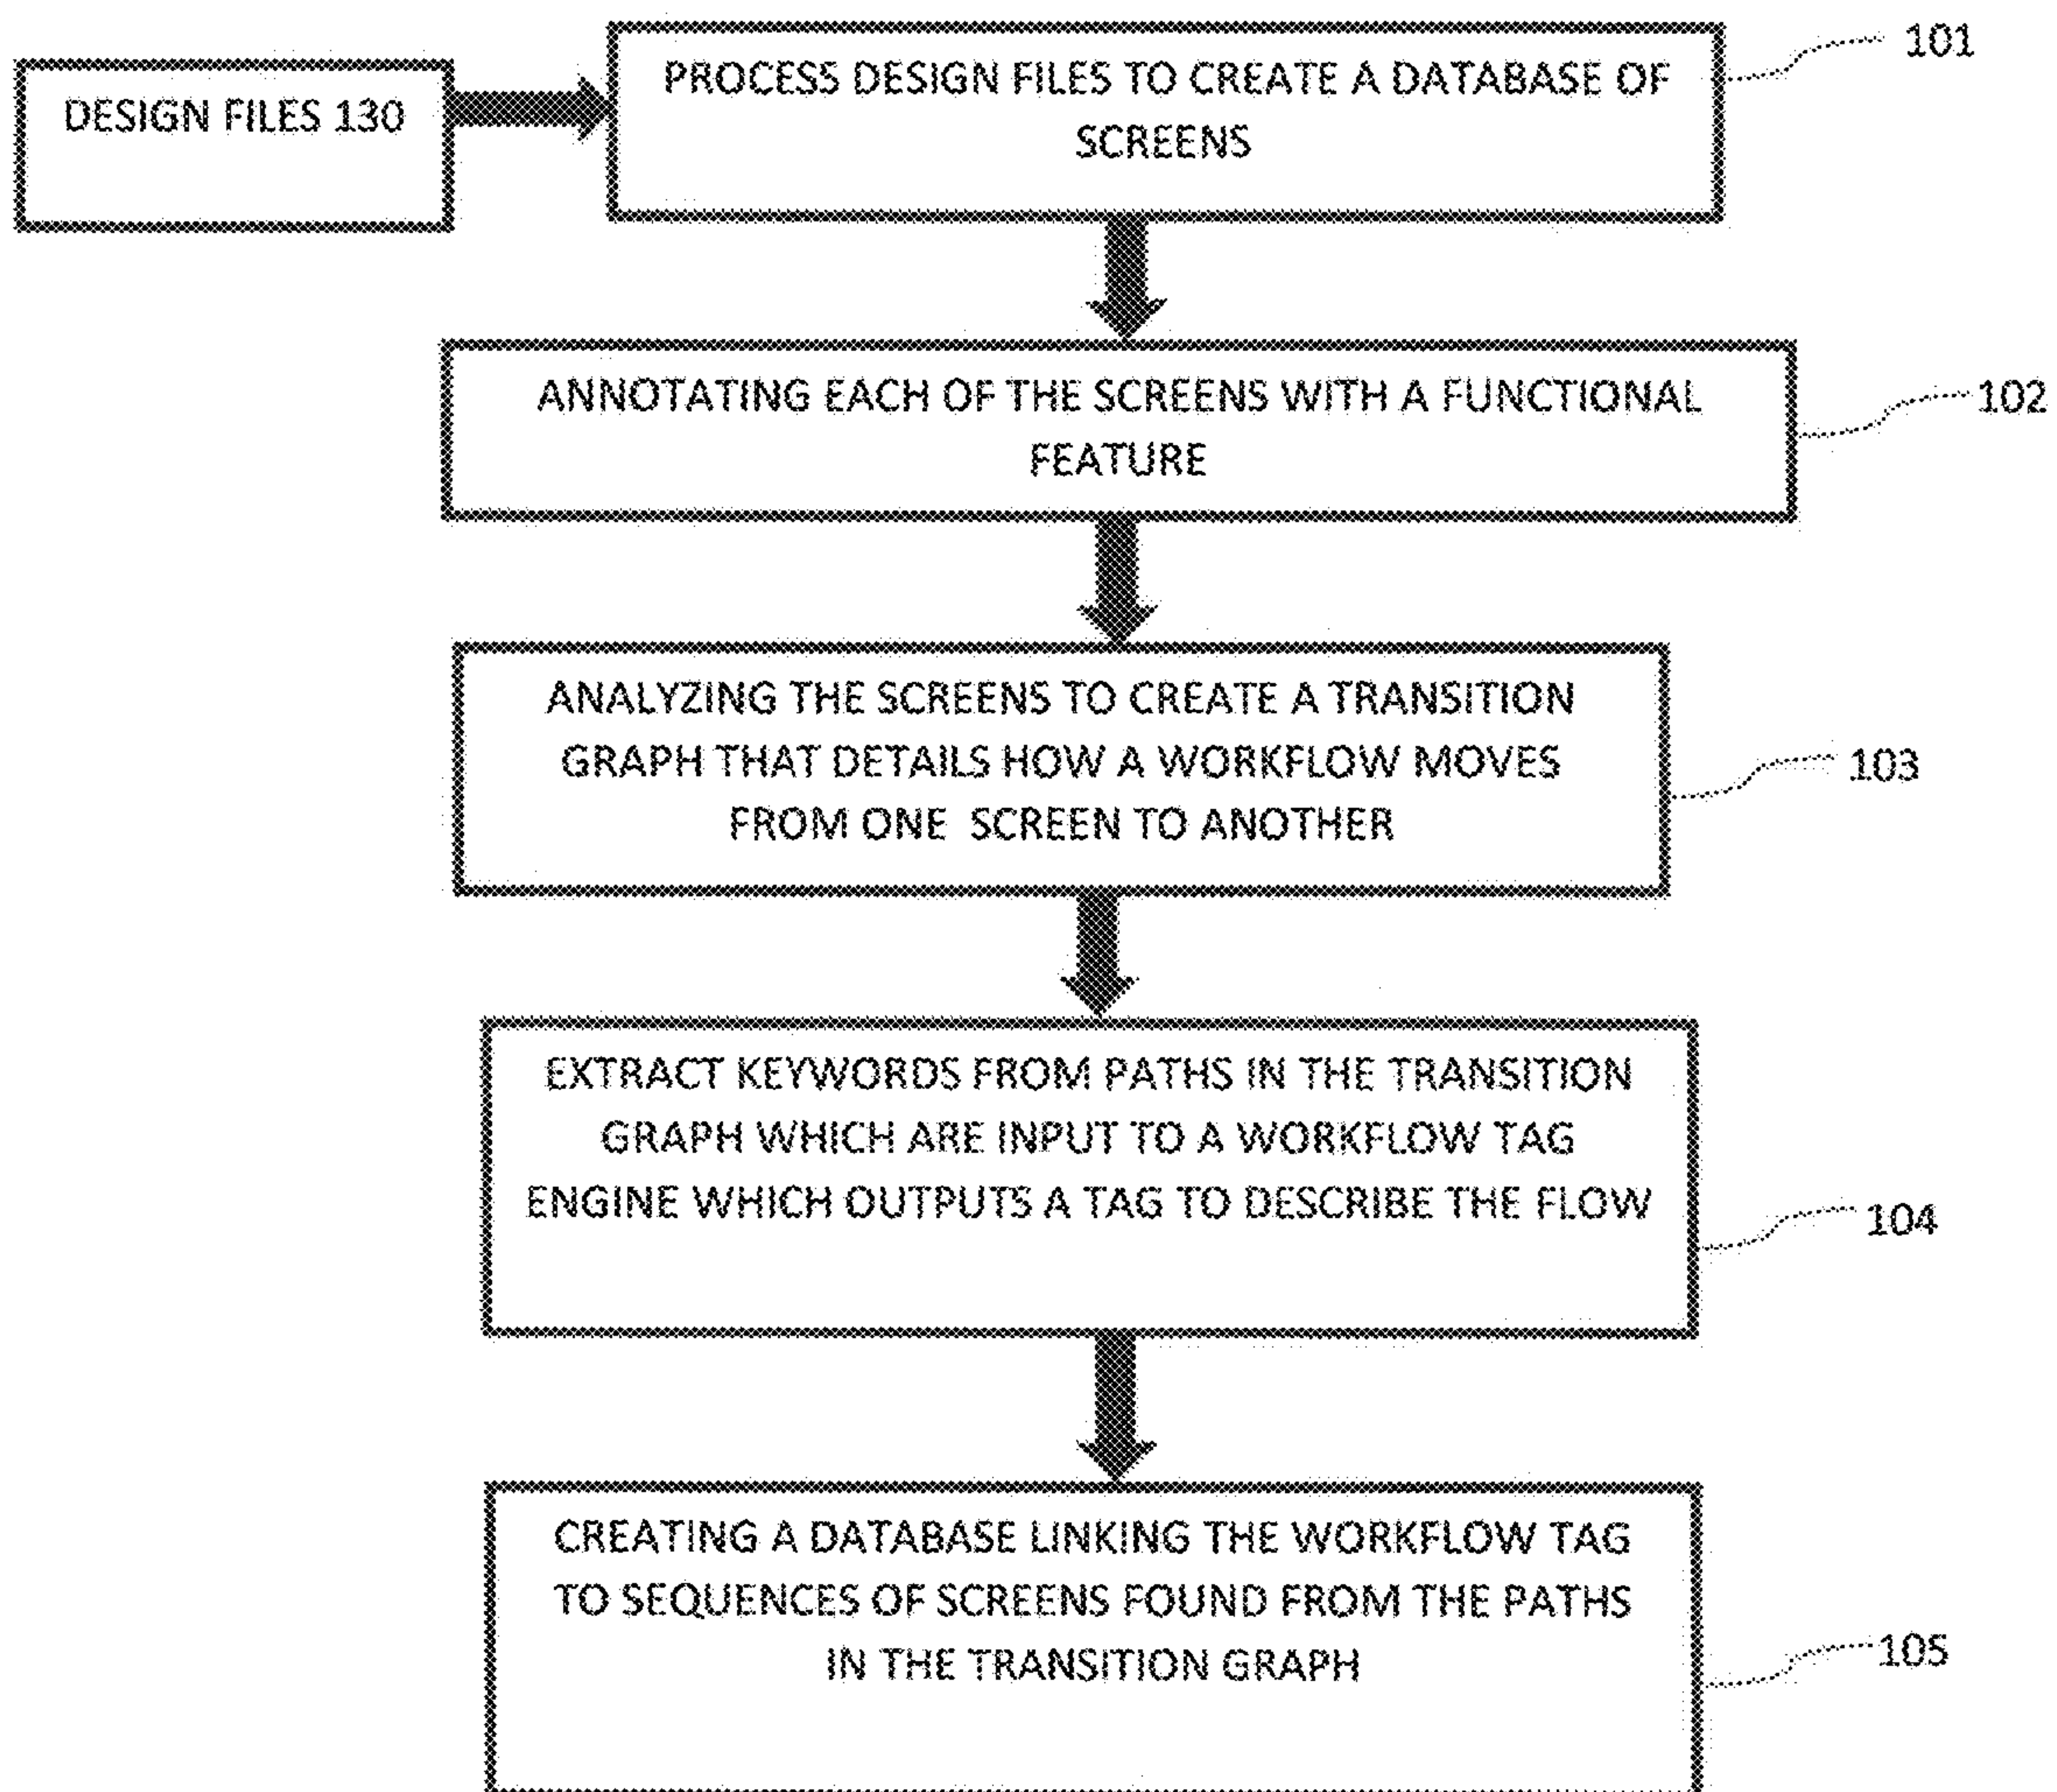 DESIGN FILES 130
PROCESS DESIGN FILES TO CREATE A DATABASE OF
SCREENS
101
ANNOTATING EACH OF THE SCREENS WITH A FUNCTIONAL
FEATURE
102
ANALYZING THE SCREENS TO CREATE A TRANSITION
GRAPH THAT DETAILS HOW A WORKFLOW MOVES
FROM ONE SCREEN TO ANOTHER
103
EXTRACT KEYWORDS FROM PATHS IN THE TRANSITION
GRAPH WHICH ARE INPUT TO A WORKFLOW TAG
ENGINE WHICH OUTPUTS A TAG TO DESCRIBE THE FLOW
104
CREATING A DATABASE LINKING THE WORKFLOW TAG
TO SEQUENCES OF SCREENS FOUND FROM THE PATHS
IN THE TRANSITION GRAPH
105